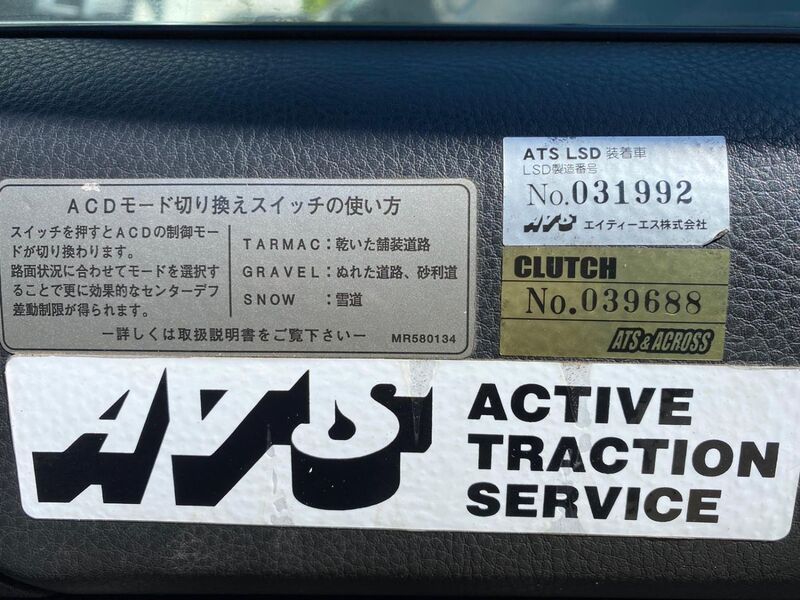 ATS LSD 装着車
LSD製造番号
No.031992
ATS エイティーエス株式会社
CLUTCH
No.039688
ATS & ACROSS
ACDモード切り換えスイッチの使い方
スイッチを押すとACDの制御モー
ドが切り換わります。
路面状況に合わせてモードを選択す
ることで更に効果的なセンターデフ
差動制限が得られます。
TARMAC：乾いた舗装道路
GRAVEL：ぬれた道路、砂利道
SNOW ：雪道
ー詳しくは取扱説明書をご覧下さいー
MR580134
ATS
ACTIVE
TRACTION
SERVICE